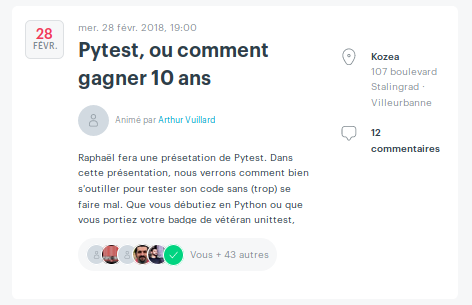 28
FÉVR.
mer. 28 févr. 2018, 19:00
Pytest, ou comment
gagner 10 ans
Animé par Arthur Vuillard
Raphaël fera une présetation de Pytest. Dans
cette présentation, nous verrons comment bien
s'outiller pour tester son code sans (trop) se
faire mal. Que vous débutiez en Python ou que
vous portiez votre badge de vétéran unittest,
Vous + 43 autres
Kozea
107 boulevard
Stalingrad ·
Villeurbanne
12
commentaires